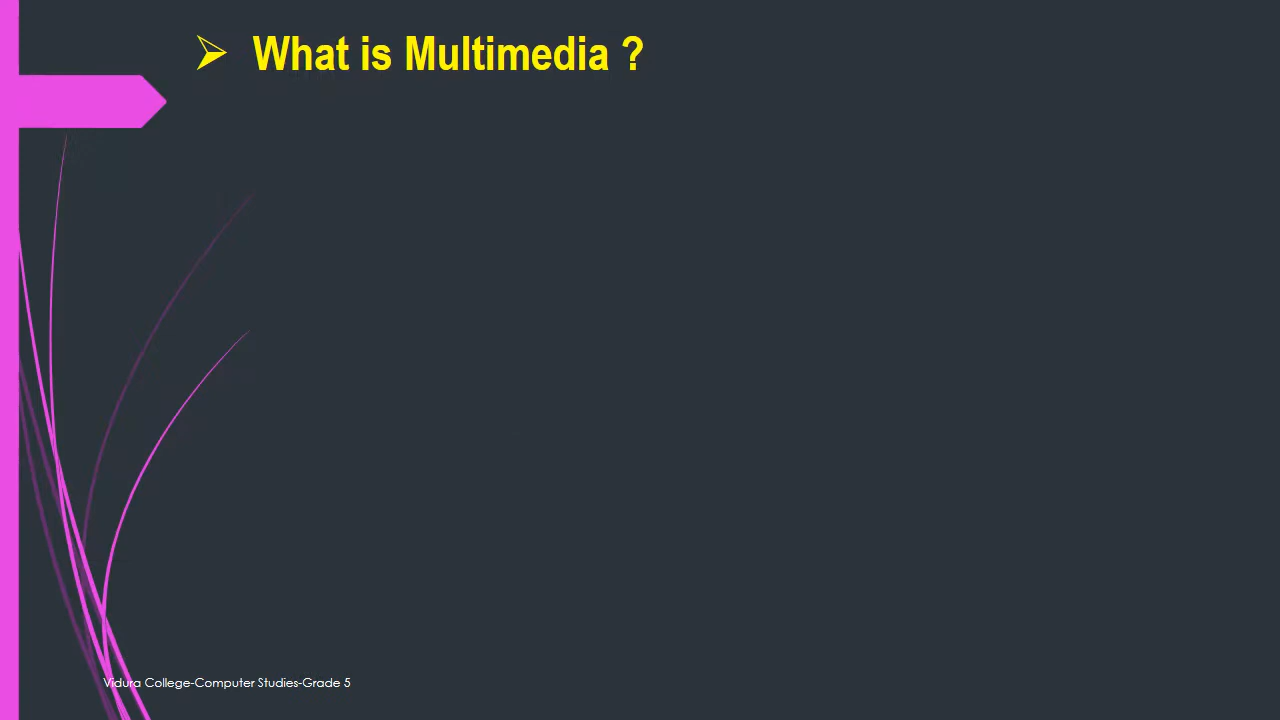 ➢ What is Multimedia ?
Vidura College-Computer Studies-Grade 5